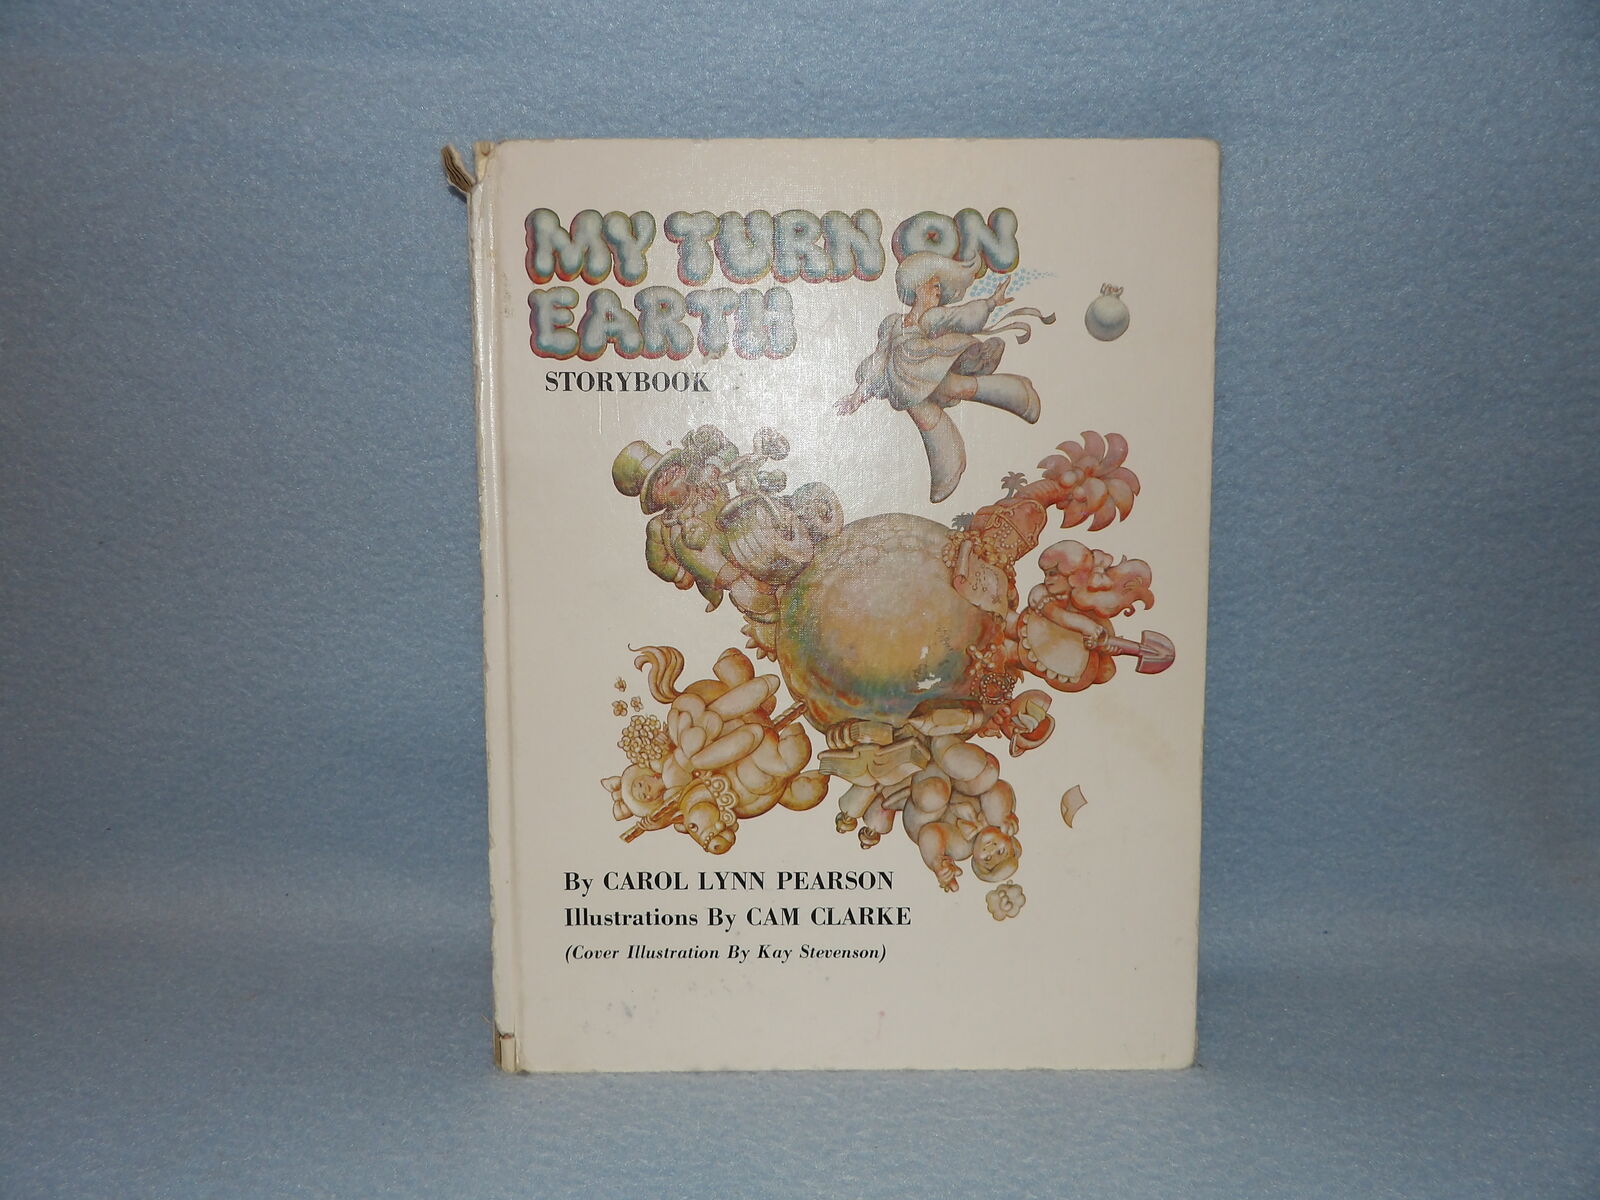 MY TURN ON
EARTH
STORYBOOK
By CAROL LYNN PEARSON
Illustrations By CAM CLARKE
(Cover Illustration By Kay Stevenson)